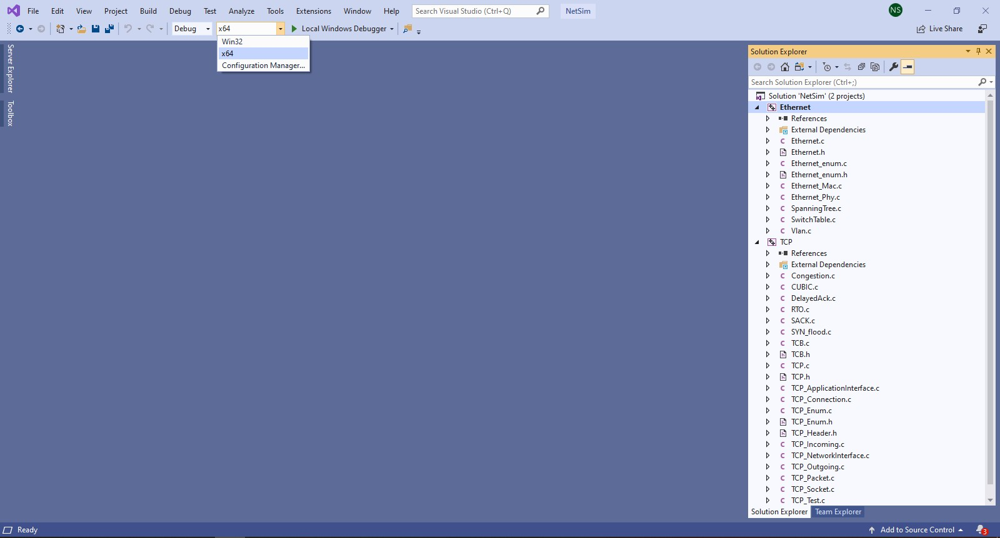 File Edit View Project Build Debug Test Analyze Tools Extensions Window Help Search Visual Studio (Ctrl+Q) NetSim NS
Debug x64 Local Windows Debugger Live Share
Win32
x64
Configuration Manager...
Server Explorer
Toolbox
Solution Explorer
Search Solution Explorer (Ctrl+;)
Solution 'NetSim' (2 projects)
Ethernet
References
External Dependencies
C Ethernet.c
h Ethernet.h
C Ethernet_enum.c
h Ethernet_enum.h
C Ethernet_Mac.c
C Ethernet_Phy.c
C SpanningTree.c
C SwitchTable.c
C Vlan.c
TCP
References
External Dependencies
C Congestion.c
C CUBIC.c
C DelayedAck.c
C RTO.c
C SACK.c
C SYN_flood.c
C TCB.c
h TCB.h
C TCP.c
h TCP.h
C TCP_ApplicationInterface.c
C TCP_Connection.c
C TCP_Enum.c
h TCP_Enum.h
h TCP_Header.h
C TCP_Incoming.c
C TCP_NetworkInterface.c
C TCP_Outgoing.c
C TCP_Packet.c
C TCP_Socket.c
C TCP_Test.c
Solution Explorer Team Explorer
Ready Add to Source Control 3